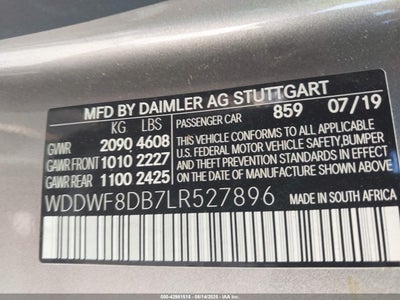 MFD BY DAIMLER AG STUTTGART
KG LBS
GVWR 2090 4608
GAWR FRONT 1010 2227
GAWR REAR 1100 2425
PASSENGER CAR 859 07/19
THIS VEHICLE CONFORMS TO ALL APPLICABLE
U.S. FEDERAL MOTOR VEHICLE SAFETY, BUMPER
AND THEFT PREVENTION STANDARDS IN EFFECT
ON THE DATE OF MANUFACTURE SHOWN ABOVE.
WDDWF8DB7LR527896
MADE IN SOUTH AFRICA